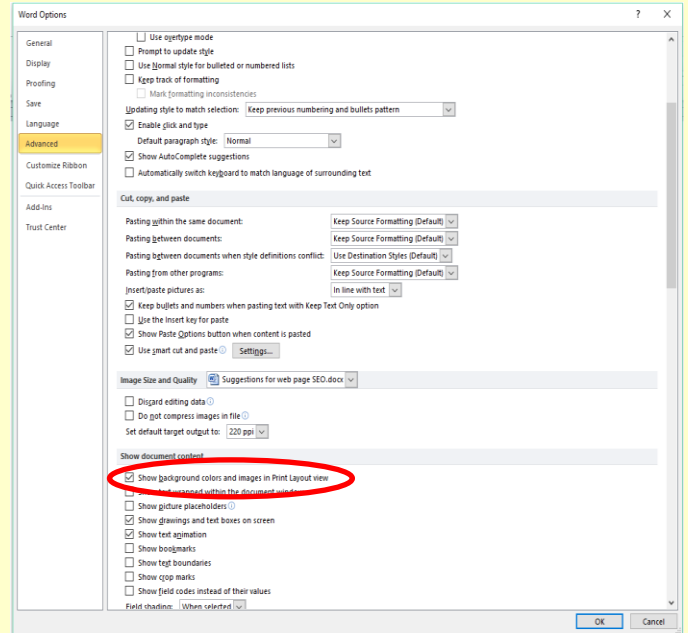 Word Options
? X
General
Display
Proofing
Save
Language
Advanced
Customize Ribbon
Quick Access Toolbar
Add-Ins
Trust Center
Use overtype mode
Prompt to update style
Use Normal style for bulleted or numbered lists
Keep track of formatting
Mark formatting inconsistencies
Updating style to match selection: Keep previous numbering and bullets pattern
Enable click and type
Default paragraph style: Normal
Show AutoComplete suggestions
Automatically switch keyboard to match language of surrounding text
Cut, copy, and paste
Pasting within the same document: Keep Source Formatting (Default)
Pasting between documents: Keep Source Formatting (Default)
Pasting between documents when style definitions conflict: Use Destination Styles (Default)
Pasting from other programs: Keep Source Formatting (Default)
Insert/paste pictures as: In line with text
Keep bullets and numbers when pasting text with Keep Text Only option
Use the Insert key for paste
Show Paste Options button when content is pasted
Use smart cut and paste Settings...
Image Size and Quality Suggestions for web page SEO.docx
Discard editing data
Do not compress images in file
Set default target output to: 220 ppi
Show document content
Show background colors and images in Print Layout view
Show text wrapped within the document window
Show picture placeholders
Show drawings and text boxes on screen
Show text animation
Show bookmarks
Show text boundaries
Show crop marks
Show field codes instead of their values
Field shading: When selected
OK Cancel